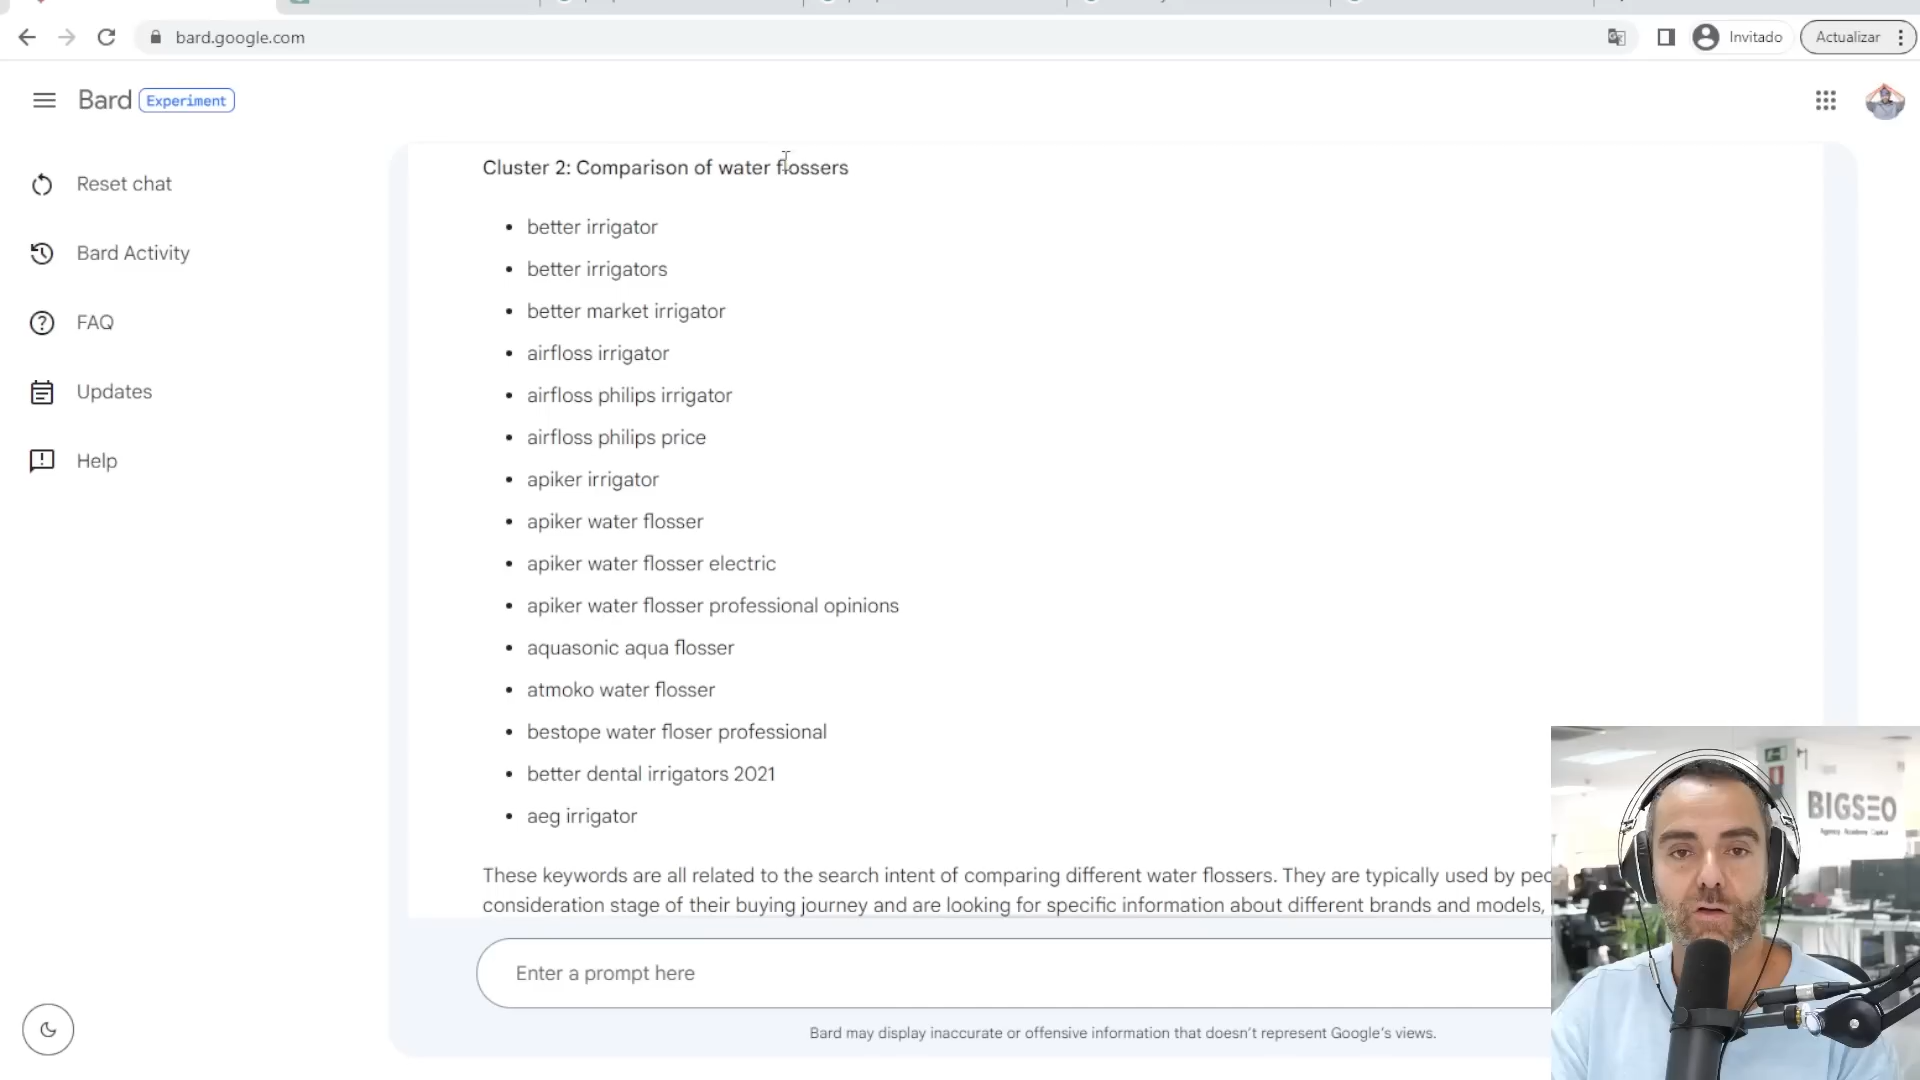 bard.google.com
Invitado
Actualizar
Bard
Experiment
Reset chat
Bard Activity
FAQ
Updates
Help
Cluster 2: Comparison of water flossers
• better irrigator
• better irrigators
• better market irrigator
• airfloss irrigator
• airfloss philips irrigator
• airfloss philips price
• apiker irrigator
• apiker water flosser
• apiker water flosser electric
• apiker water flosser professional opinions
• aquasonic aqua flosser
• atmoko water flosser
• bestope water floser professional
• better dental irrigators 2021
• aeg irrigator
These keywords are all related to the search intent of comparing different water flossers. They are typically used by
consideration stage of their buying journey and are looking for specific information about different brands and models,
Enter a prompt here
Bard may display inaccurate or offensive information that doesn't represent Google's views.
BIGSEO
Agency Academy Capital